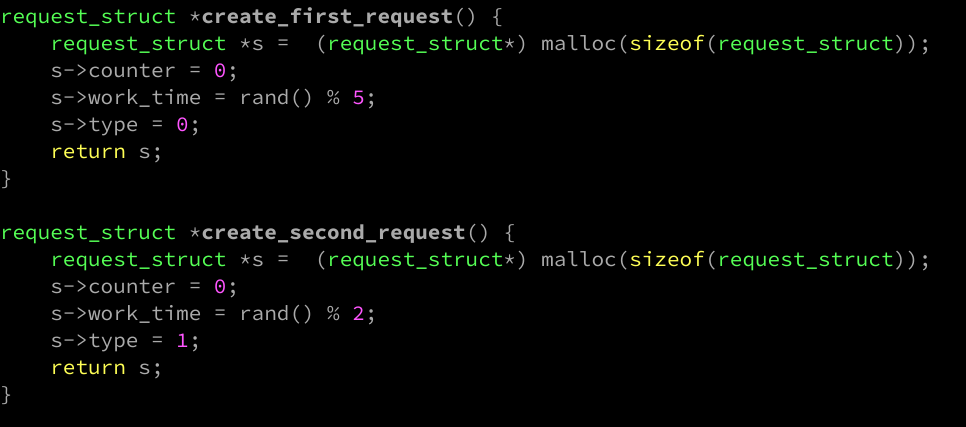 request_struct *create_first_request() {
    request_struct *s =  (request_struct*) malloc(sizeof(request_struct));
    s->counter = 0;
    s->work_time = rand() % 5;
    s->type = 0;
    return s;
}

request_struct *create_second_request() {
    request_struct *s =  (request_struct*) malloc(sizeof(request_struct));
    s->counter = 0;
    s->work_time = rand() % 2;
    s->type = 1;
    return s;
}